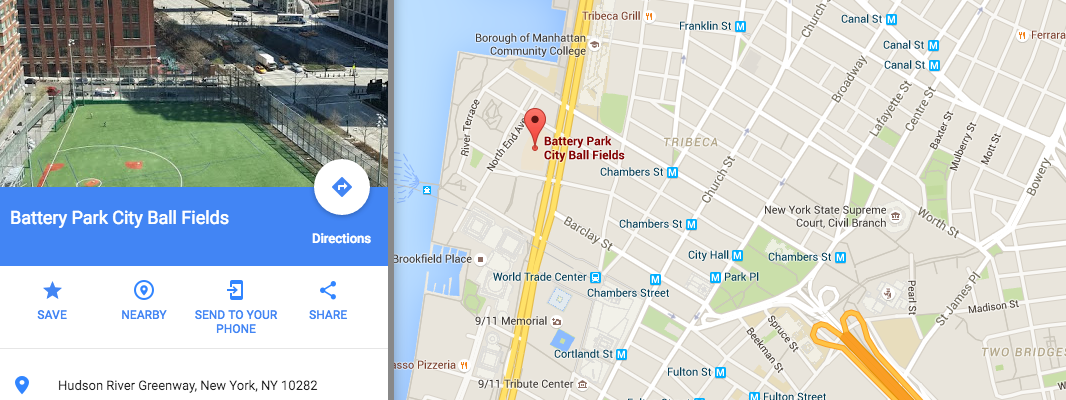 Battery Park City Ball Fields
Directions
SAVE
NEARBY
SEND TO YOUR
PHONE
SHARE
Hudson River Greenway, New York, NY 10282
Tribeca Grill
Franklin St
Church St
Canal St
Canal St
Canal St
Ferrara
Borough of Manhattan
Community College
Broadway
Lafayette St
Centre St
Baxter St
Mulberry St
Mott St
Bowery
River Terrace
North End Ave
Battery Park
City Ball Fields
TRIBECA
Chambers St
Church St
Barclay St
Chambers St
New York State Supreme
Court, Civil Branch
Worth St
Brookfield Place
City Hall
Chambers St
World Trade Center
Park Pl
Chambers Street
Pearl St
St James Pl
Madison St
9/11 Memorial
Spruce St
Beekman St
TWO BRIDGES
Cortlandt St
asso Pizzeria
Fulton St
9/11 Tribute Center
Fulton Street